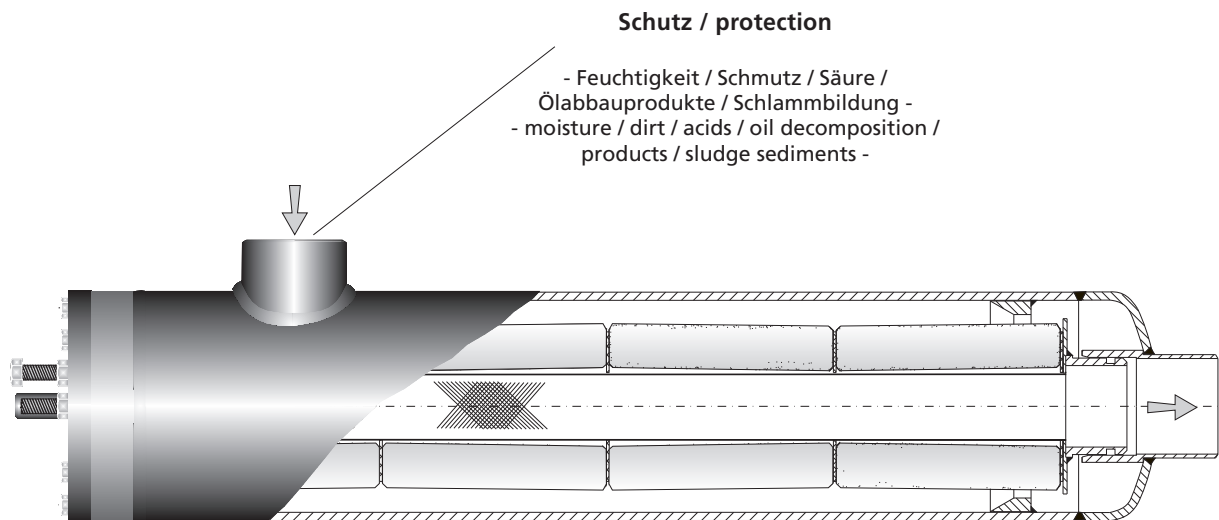 Schutz / protection
- Feuchtigkeit / Schmutz / Säure /
Ölabbauprodukte / Schlammbildung -
- moisture / dirt / acids / oil decomposition /
products / sludge sediments -